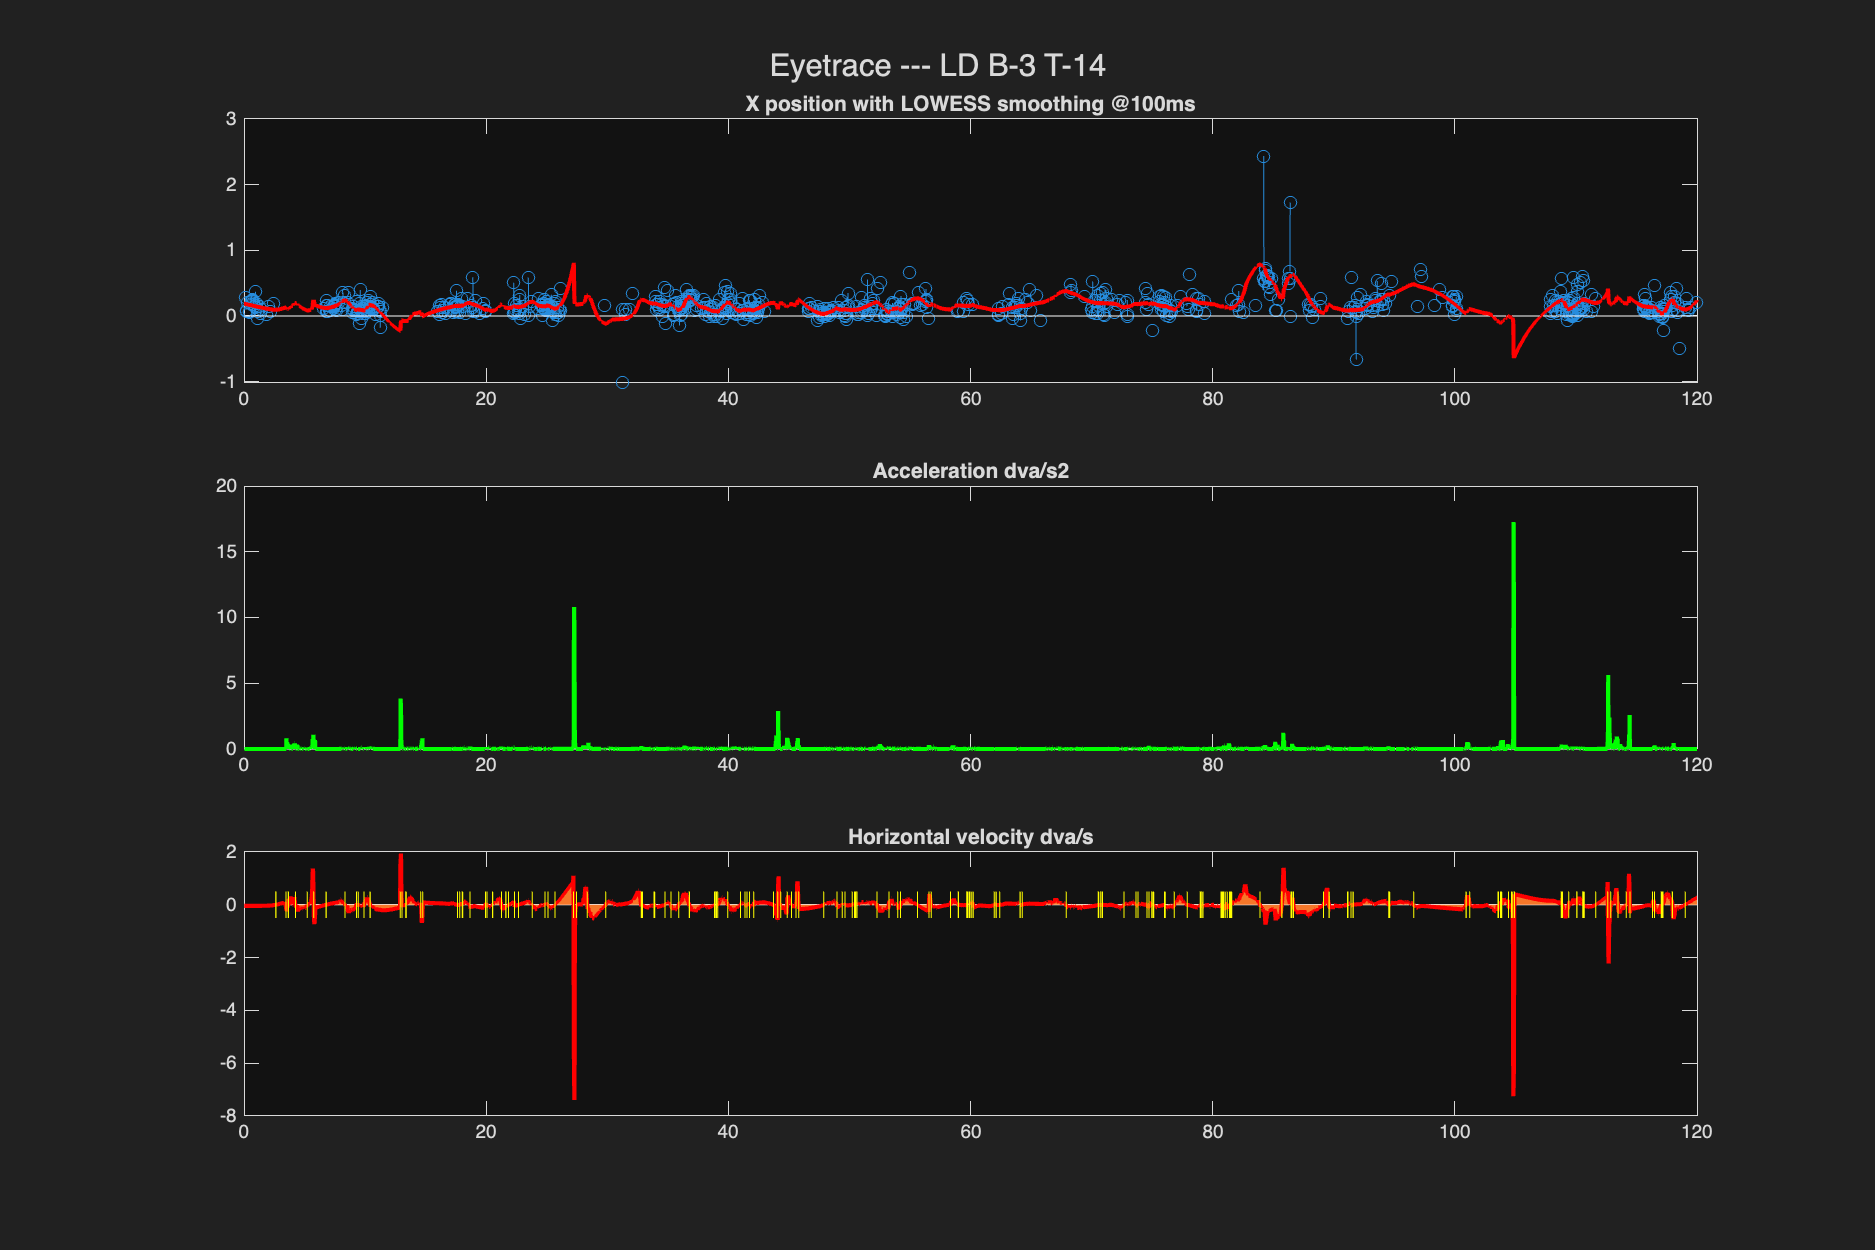 Eyetrace --- LD B-3 T-14
X position with LOWESS smoothing @100ms
3
2
1
0
-1
0 20 40 60 80 100 120
Acceleration dva/s2
20
15
10
5
0
0 20 40 60 80 100 120
Horizontal velocity dva/s
2
0
-2
-4
-6
-8
0 20 40 60 80 100 120